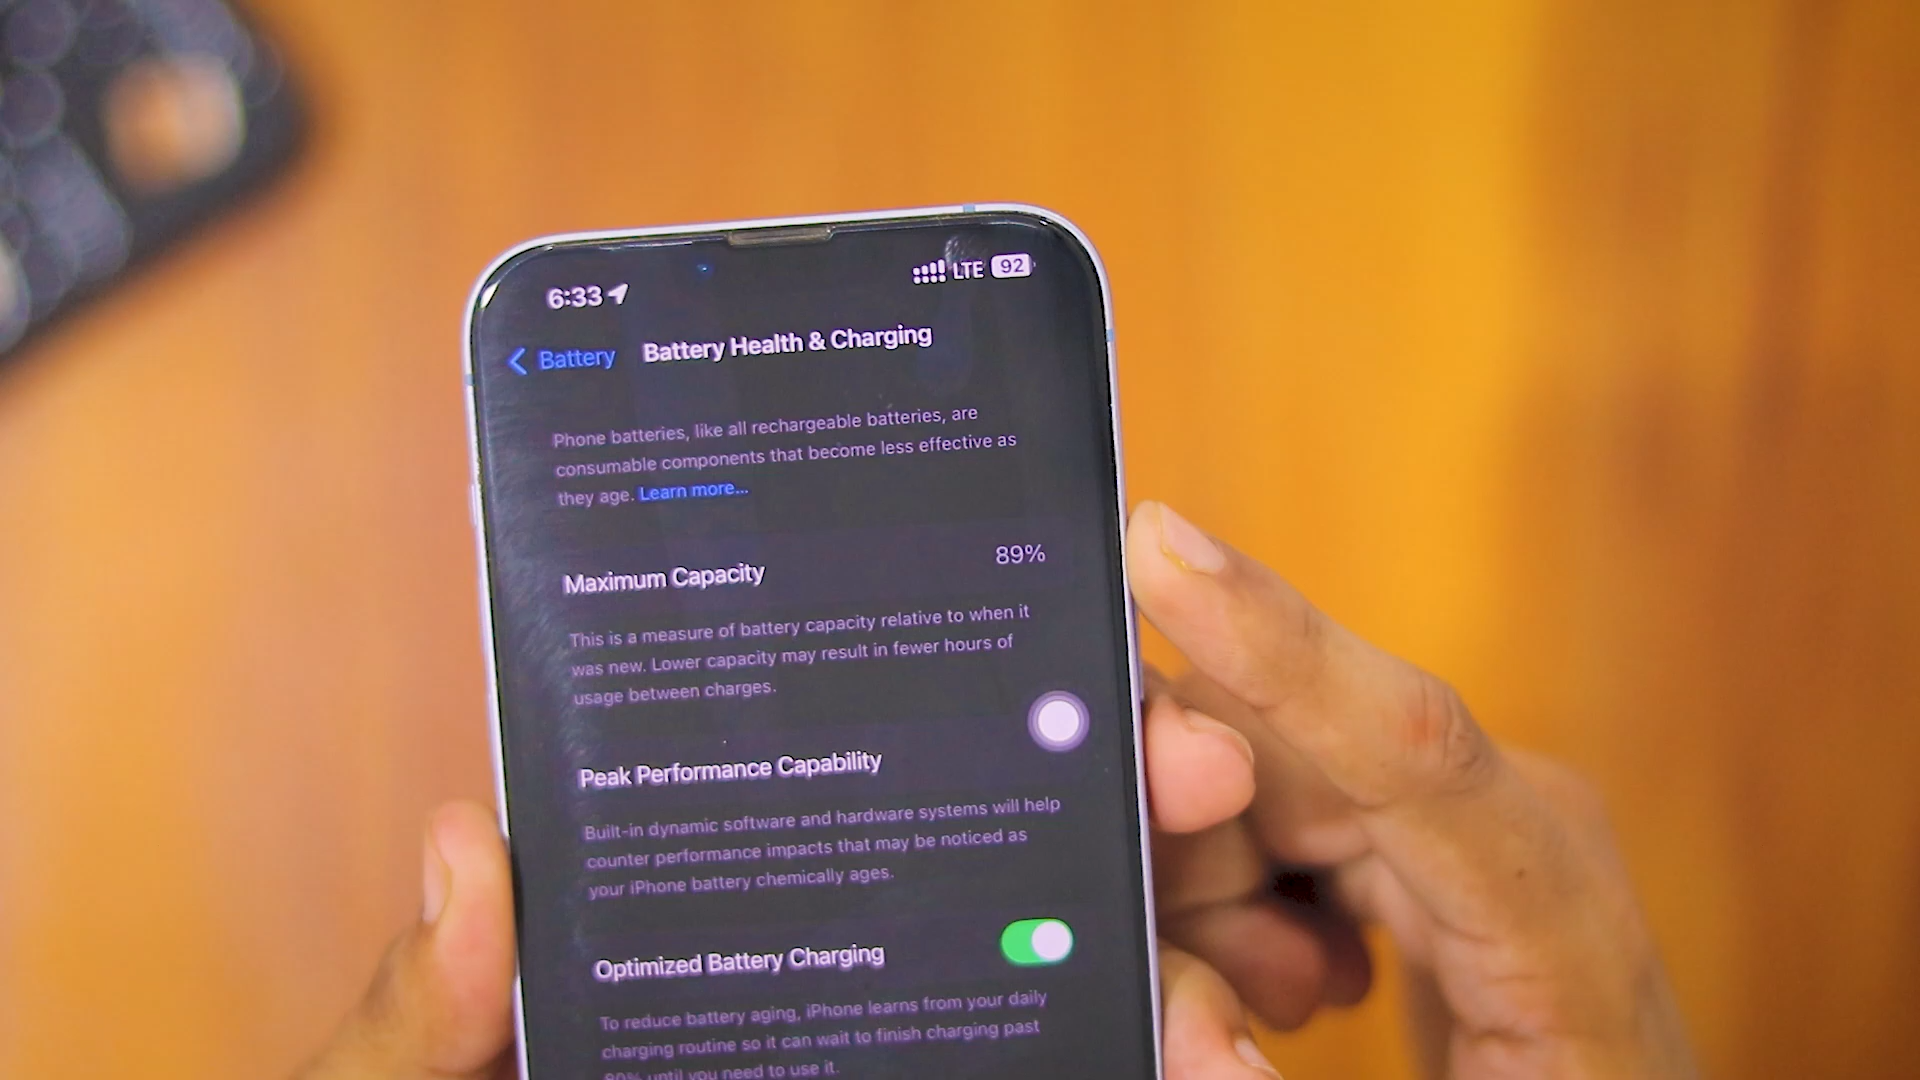 6:33
LTE 92
Battery
Battery Health & Charging
Phone batteries, like all rechargeable batteries, are
consumable components that become less effective as
they age. Learn more...
Maximum Capacity
89%
This is a measure of battery capacity relative to when it
was new. Lower capacity may result in fewer hours of
usage between charges.
Peak Performance Capability
Built-in dynamic software and hardware systems will help
counter performance impacts that may be noticed as
your iPhone battery chemically ages.
Optimized Battery Charging
To reduce battery aging, iPhone learns from your daily
charging routine so it can wait to finish charging past
80% until you need to use it.